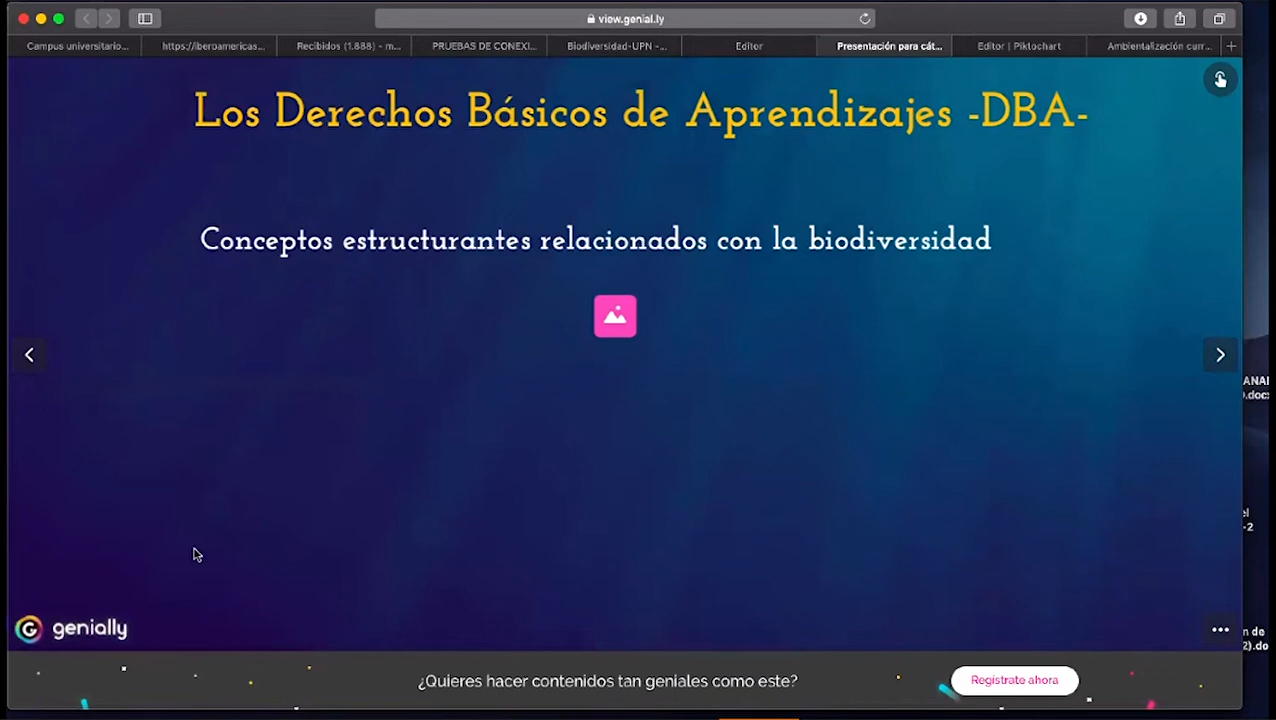 view.genial.ly
Campus universitario...
https://iberoamericas...
Recibidos (1.888) - m...
PRUEBAS DE CONEXI...
Biodiversidad-UPN -...
Editor
Presentación para cát...
Editor | Piktochart
Ambientalización curr...
Los Derechos Básicos de Aprendizajes -DBA-
Conceptos estructurantes relacionados con la biodiversidad
genially
¿Quieres hacer contenidos tan geniales como este?
Regístrate ahora